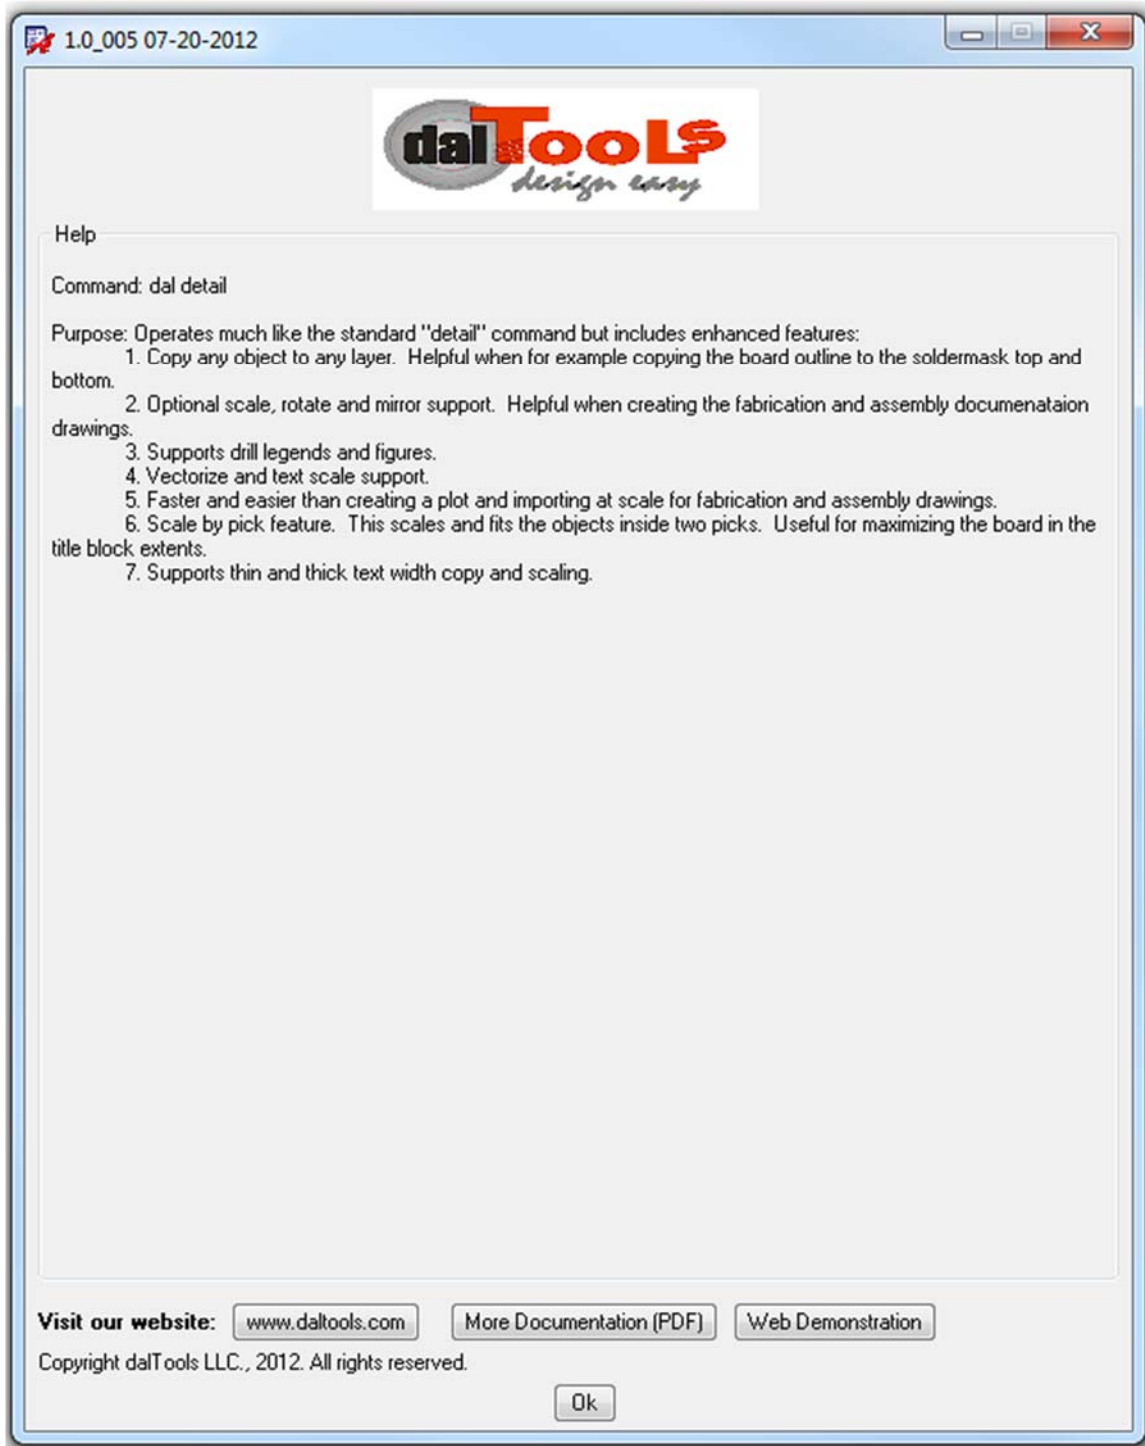 1.0_005 07-20-2012
dalTooLs
design easy
Help
Command: dal detail
Purpose: Operates much like the standard "detail" command but includes enhanced features:
1. Copy any object to any layer.  Helpful when for example copying the board outline to the soldermask top and
bottom.
2. Optional scale, rotate and mirror support.  Helpful when creating the fabrication and assembly documenataion
drawings.
3. Supports drill legends and figures.
4. Vectorize and text scale support.
5. Faster and easier than creating a plot and importing at scale for fabrication and assembly drawings.
6. Scale by pick feature.  This scales and fits the objects inside two picks.  Useful for maximizing the board in the
title block extents.
7. Supports thin and thick text width copy and scaling.
Visit our website: www.daltools.com More Documentation (PDF) Web Demonstration
Copyright dalTools LLC., 2012. All rights reserved.
Ok